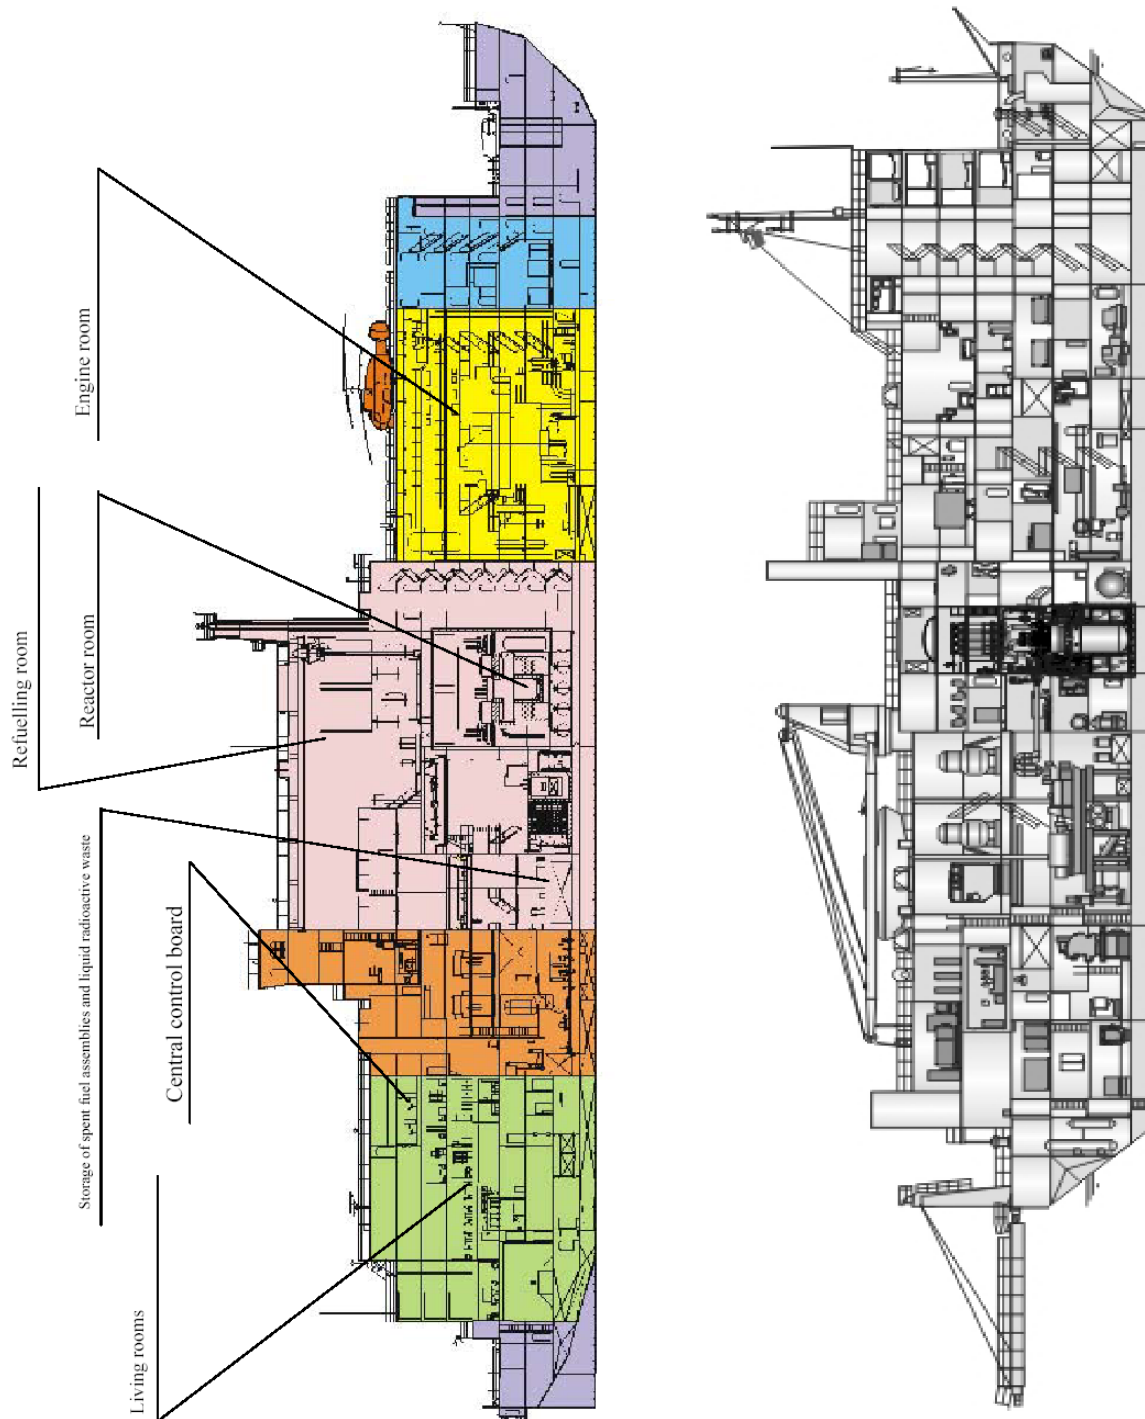 Living rooms
Storage of spent fuel assemblies and liquid radioactive waste
Central control board
Refuelling room
Reactor room
Engine room